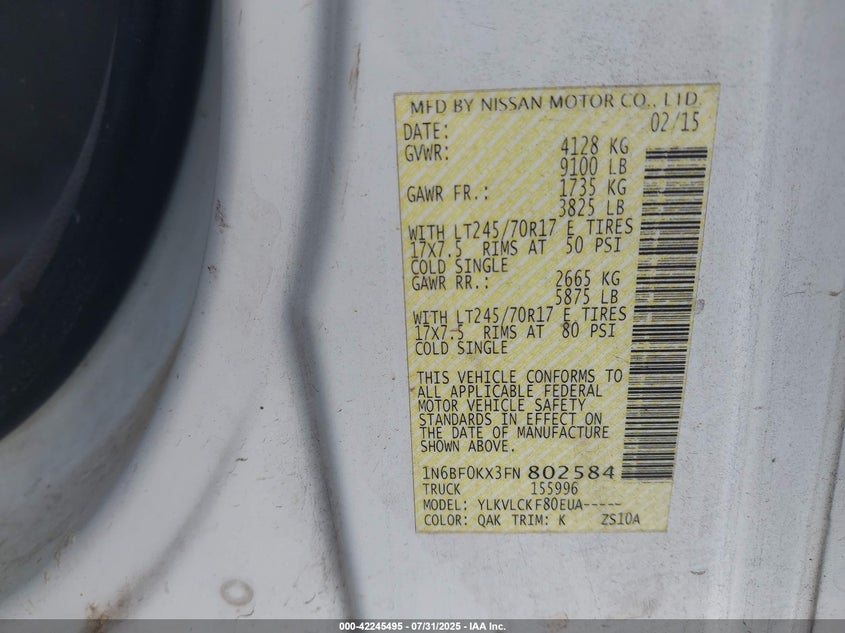 MFD BY NISSAN MOTOR CO., LTD.
DATE: 02/15
GVWR: 4128 KG
9100 LB
GAWR FR.: 1735 KG
3825 LB
WITH LT245/70R17 E TIRES
17X7.5 RIMS AT 50 PSI
COLD SINGLE
GAWR RR.: 2665 KG
5875 LB
WITH LT245/70R17 E TIRES
17X7.5 RIMS AT 80 PSI
COLD SINGLE
THIS VEHICLE CONFORMS TO
ALL APPLICABLE FEDERAL
MOTOR VEHICLE SAFETY
STANDARDS IN EFFECT ON
THE DATE OF MANUFACTURE
SHOWN ABOVE.
1N6BF0KX3FN 802584
TRUCK 155996
MODEL: YLKVLCKF80EUA-----
COLOR: QAK TRIM: K ZS10A
000-42245495 - 07/31/2025 - IAA Inc.